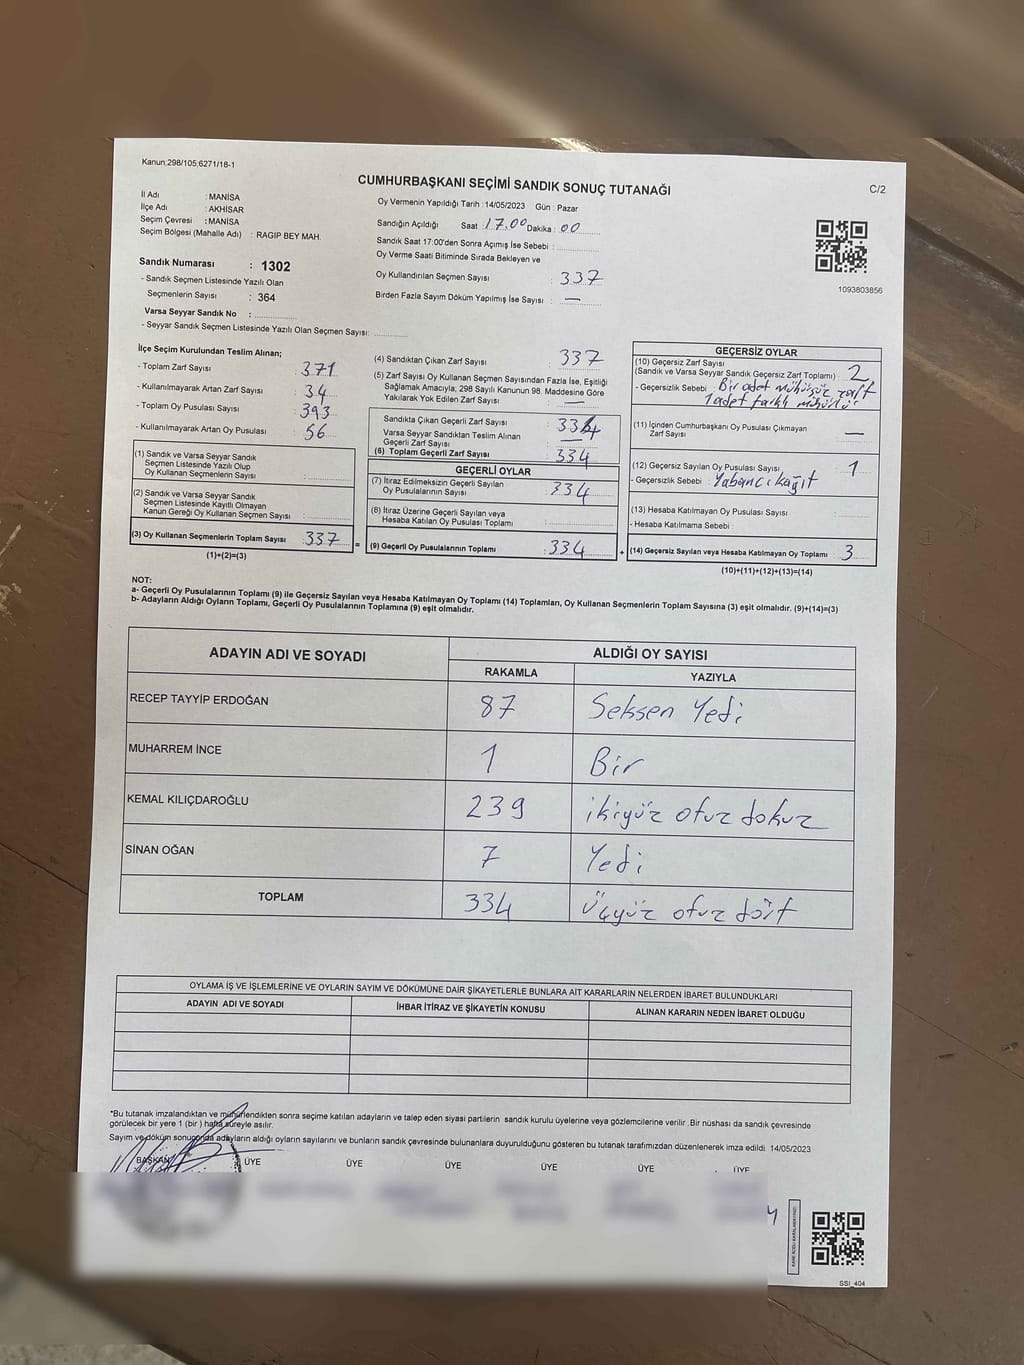 Kanun;298/105,6271/18-1
CUMHURBAŞKANI SEÇİMİ SANDIK SONUÇ TUTANAĞI
C/2
İl Adı : MANİSA
İlçe Adı : AKHİSAR
Seçim Çevresi : MANİSA
Seçim Bölgesi (Mahalle Adı) : RAGIP BEY MAH.
Oy Vermenin Yapıldığı Tarih : 14/05/2023 Gün : Pazar
Sandığın Açıldığı Saat 17.00 Dakika : 00
Sandık Saat 17:00'den Sonra Açımış İse Sebebi :
Oy Verme Saati Bitiminde Sırada Bekleyen ve
Oy Kullandırılan Seçmen Sayısı : 337
Birden Fazla Sayım Döküm Yapılmış İse Sayısı : —
1093803856
Sandık Numarası : 1302
- Sandık Seçmen Listesinde Yazılı Olan
Seçmenlerin Sayısı : 364
Varsa Seyyar Sandık No :
- Seyyar Sandık Seçmen Listesinde Yazılı Olan Seçmen Sayısı:
İlçe Seçim Kurulundan Teslim Alınan;
- Toplam Zarf Sayısı : 371
- Kullanılmayarak Artan Zarf Sayısı : 34
- Toplam Oy Pusulası Sayısı : 393
- Kullanılmayarak Artan Oy Pusulası : 56
(1) Sandık ve Varsa Seyyar Sandık
Seçmen Listesinde Yazılı Olup
Oy Kullanan Seçmenlerin Sayısı :
(2) Sandık ve Varsa Seyyar Sandık
Seçmen Listesinde Kayıtlı Olmayan
Kanun Gereği Oy Kullanan Seçmen Sayısı :
(3) Oy Kullanan Seçmenlerin Toplam Sayısı : 337
(1)+(2)=(3)
=
(4) Sandıktan Çıkan Zarf Sayısı : 337
(5) Zarf Sayısı Oy Kullanan Seçmen Sayısından Fazla İse, Eşitliği
Sağlamak Amacıyla, 298 Sayılı Kanunun 98. Maddesine Göre
Yakılarak Yok Edilen Zarf Sayısı : —
Sandıkta Çıkan Geçerli Zarf Sayısı : 334
Varsa Seyyar Sandıktan Teslim Alınan
Geçerli Zarf Sayısı : —
(6) Toplam Geçerli Zarf Sayısı : 334
GEÇERLİ OYLAR
(7) İtiraz Edilmeksizin Geçerli Sayılan
Oy Pusulalarının Sayısı : 334
(8) İtiraz Üzerine Geçerli Sayılan veya
Hesaba Katılan Oy Pusulası Toplamı :
(9) Geçerli Oy Pusulalarının Toplamı : 334
+
GEÇERSİZ OYLAR
(10) Geçersiz Zarf Sayısı
(Sandık ve Varsa Seyyar Sandık Geçersiz Zarf Toplamı) : 2
- Geçersizlik Sebebi : Bir adet mühürsüz zarf
1 adet farklı mühürlü
(11) İçinden Cumhurbaşkanı Oy Pusulası Çıkmayan
Zarf Sayısı : —
(12) Geçersiz Sayılan Oy Pusulası Sayısı : 1
- Geçersizlik Sebebi : Yabancı kağıt
(13) Hesaba Katılmayan Oy Pusulası Sayısı :
- Hesaba Katılmama Sebebi :
(14) Geçersiz Sayılan veya Hesaba Katılmayan Oy Toplamı : 3
(10)+(11)+(12)+(13)=(14)
NOT:
a- Geçerli Oy Pusulalarının Toplamı (9) ile Geçersiz Sayılan veya Hesaba Katılmayan Oy Toplamı (14) Toplamları, Oy Kullanan Seçmenlerin Toplam Sayısına (3) eşit olmalıdır. (9)+(14)=(3)
b- Adayların Aldığı Oyların Toplamı, Geçerli Oy Pusulalarının Toplamına (9) eşit olmalıdır.
ADAYIN ADI VE SOYADI
ALDIĞI OY SAYISI
RAKAMLA YAZIYLA
RECEP TAYYİP ERDOĞAN 87 Seksen Yedi
MUHARREM İNCE 1 Bir
KEMAL KILIÇDAROĞLU 239 ikiyüz otuz dokuz
SİNAN OĞAN 7 Yedi
TOPLAM 334 Üçyüz otuz dört
OYLAMA İŞ VE İŞLEMLERİNE VE OYLARIN SAYIM VE DÖKÜMÜNE DAİR ŞİKAYETLERLE BUNLARA AİT KARARLARIN NELERDEN İBARET BULUNDUKLARI
ADAYIN ADI VE SOYADI İHBAR İTİRAZ VE ŞİKAYETİN KONUSU ALINAN KARARIN NEDEN İBARET OLDUĞU
*Bu tutanak imzalandıktan ve mühürlendikten sonra seçime katılan adayların ve talep eden siyasi partilerin sandık kurulu üyelerine veya gözlemcilerine verilir. Bir nüshası da sandık çevresinde
görülecek bir yere 1 (bir ) hafta süreyle asılır.
Sayım ve döküm sonuçunda adayların aldığı oyların sayılarını ve bunların sandık çevresinde bulunanlara duyurulduğunu gösteren bu tutanak tarafımızdan düzenlenerek imza edildi. 14/05/2023
BAŞKAN ÜYE ÜYE ÜYE ÜYE ÜYE ÜYE
SSI_404